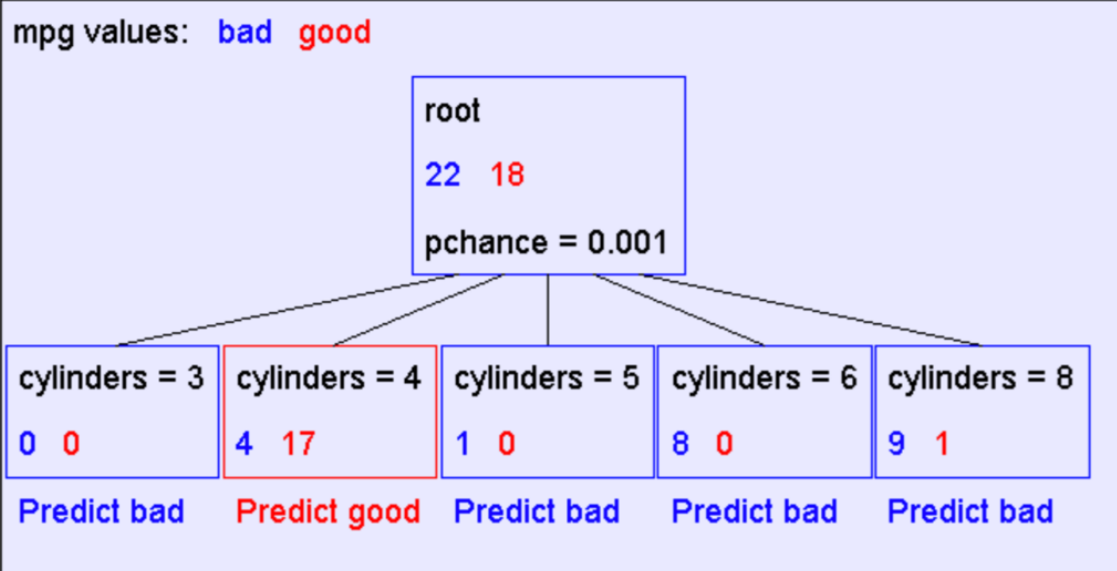 mpg values: bad good
root
22 18
pchance = 0.001
cylinders = 3 cylinders = 4 cylinders = 5 cylinders = 6 cylinders = 8
0 0 4 17 1 0 8 0 9 1
Predict bad Predict good Predict bad Predict bad Predict bad